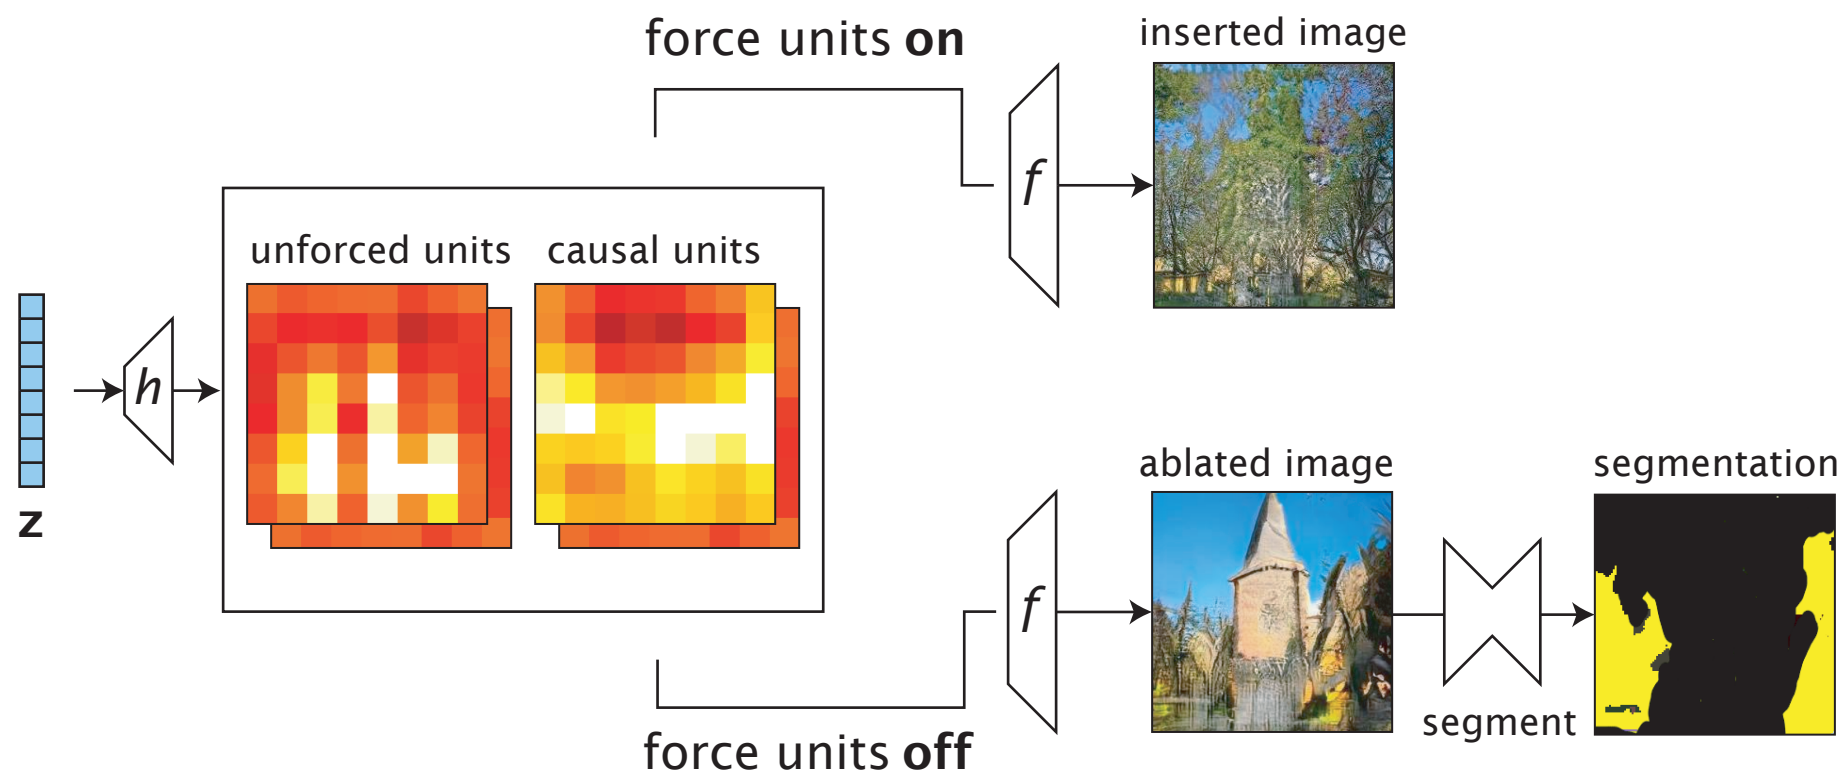 force units on
inserted image
f
unforced units
causal units
h
z
ablated image
segmentation
f
segment
force units off